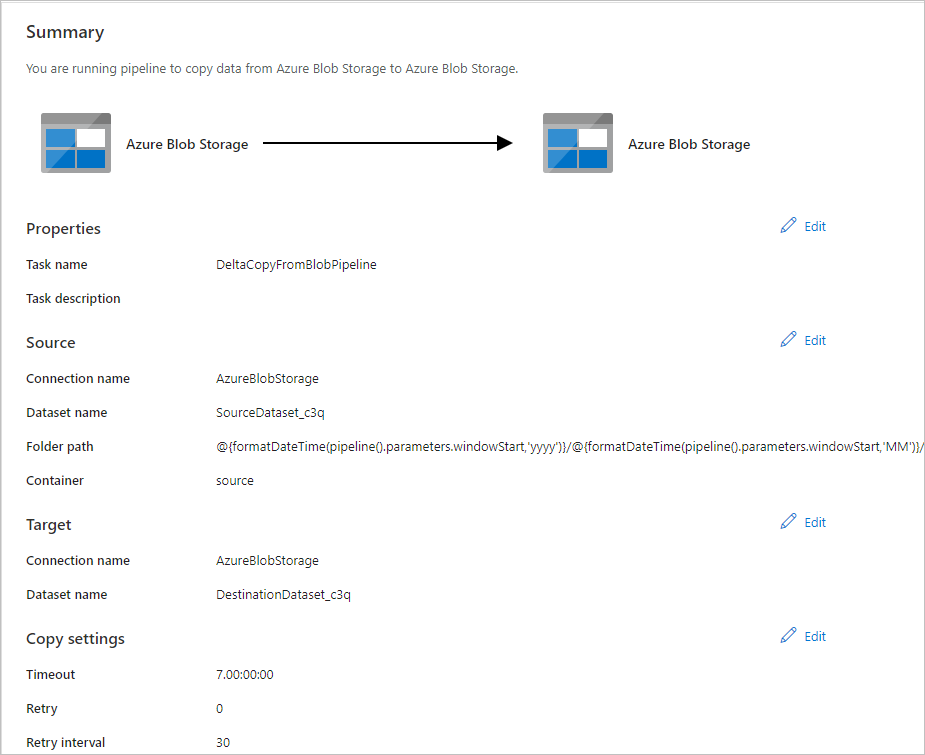 Summary
You are running pipeline to copy data from Azure Blob Storage to Azure Blob Storage.
Azure Blob Storage Azure Blob Storage
Properties Edit
Task name DeltaCopyFromBlobPipeline
Task description
Source Edit
Connection name AzureBlobStorage
Dataset name SourceDataset_c3q
Folder path @{formatDateTime(pipeline().parameters.windowStart,'yyyy')}/@{formatDateTime(pipeline().parameters.windowStart,'MM')}/
Container source
Target Edit
Connection name AzureBlobStorage
Dataset name DestinationDataset_c3q
Copy settings Edit
Timeout 7.00:00:00
Retry 0
Retry interval 30